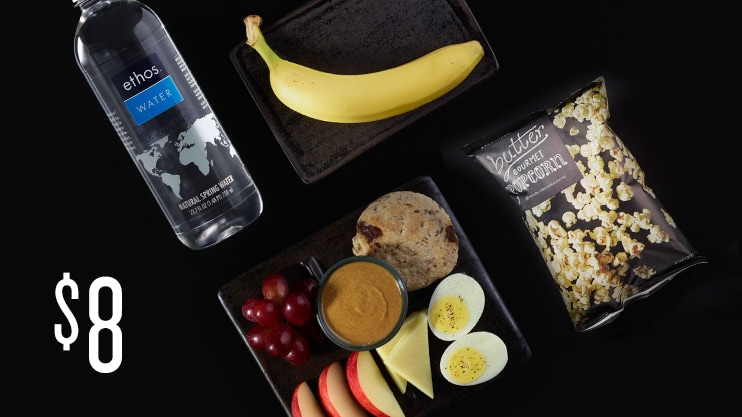 ethos
WATER
NATURAL SPRING WATER
butter
GOURMET
POPCORN
$8